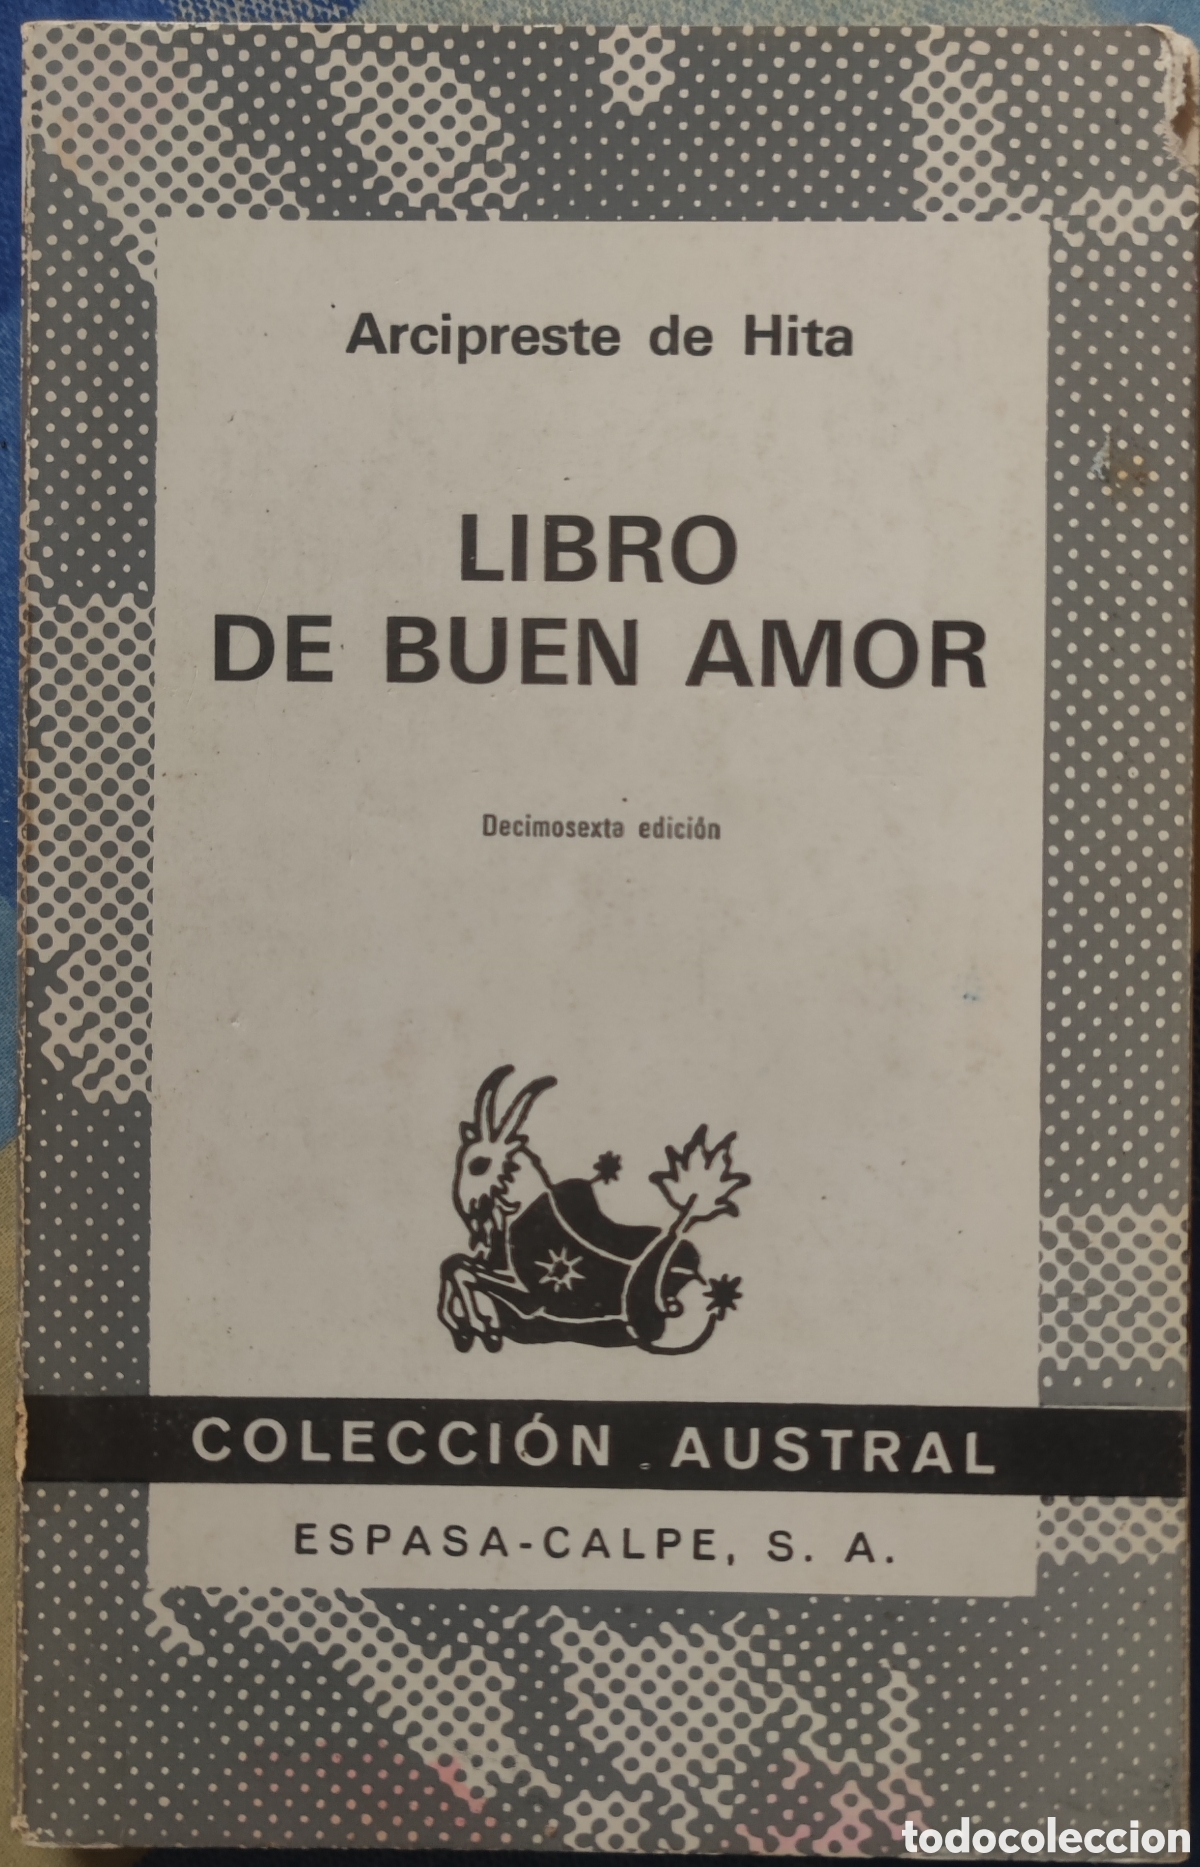 Arcipreste de Hita
LIBRO
DE BUEN AMOR
Decimosexta edición
COLECCIÓN AUSTRAL
ESPASA-CALPE, S. A.
todocoleccion